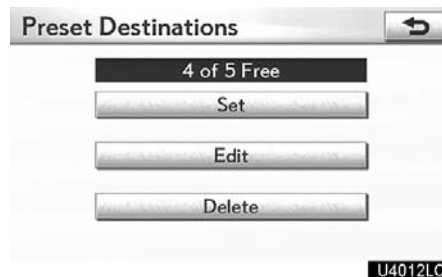 Preset Destinations
4 of 5 Free
Set
Edit
Delete
U4012LC